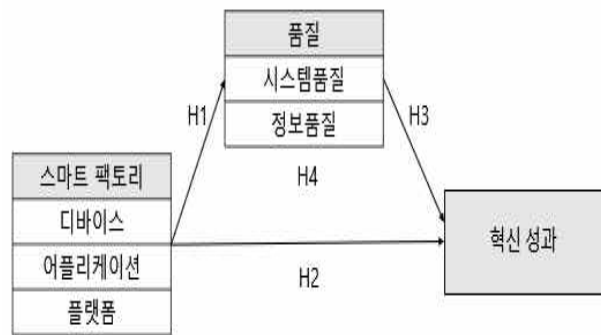 품질
시스템품질
정보품질
H1
H3
H4
스마트 팩토리
디바이스
어플리케이션
플랫폼
혁신 성과
H2